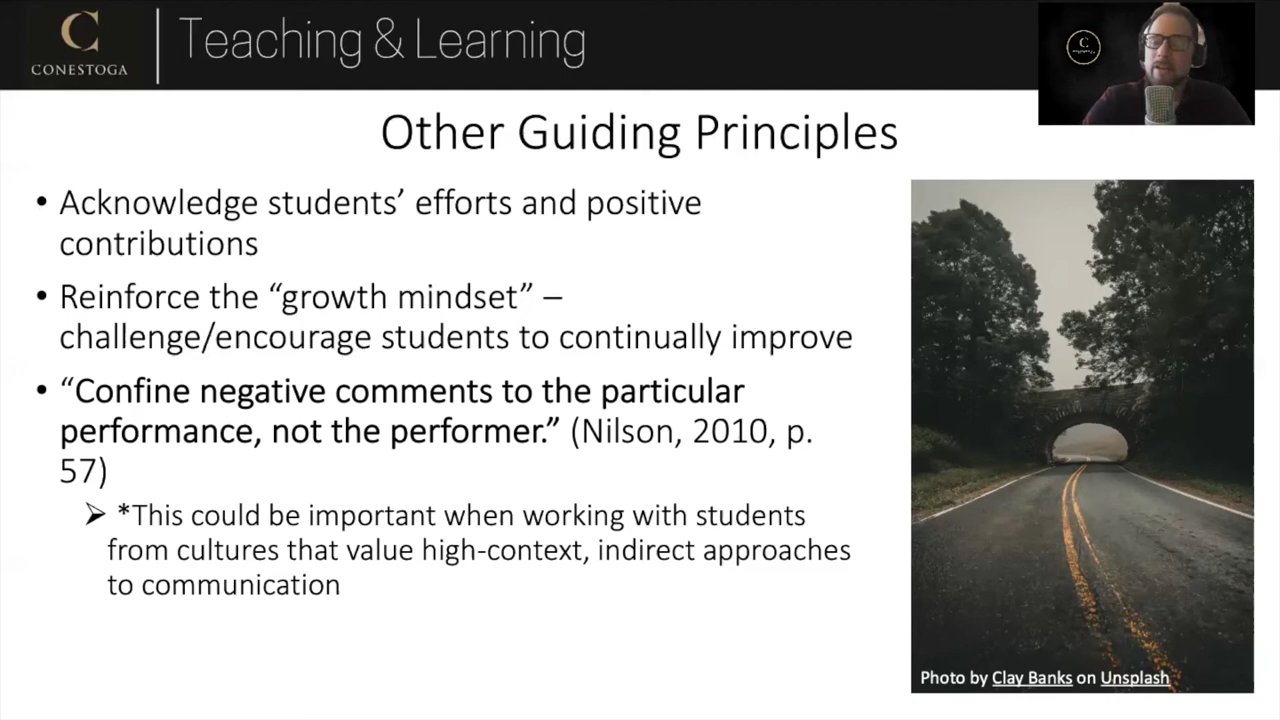 C
CONESTOGA
Teaching & Learning
C
Other Guiding Principles
• Acknowledge students’ efforts and positive
contributions
• Reinforce the “growth mindset” –
challenge/encourage students to continually improve
• “Confine negative comments to the particular
performance, not the performer.” (Nilson, 2010, p.
57)
➢ *This could be important when working with students
from cultures that value high-context, indirect approaches
to communication
Photo by Clay Banks on Unsplash